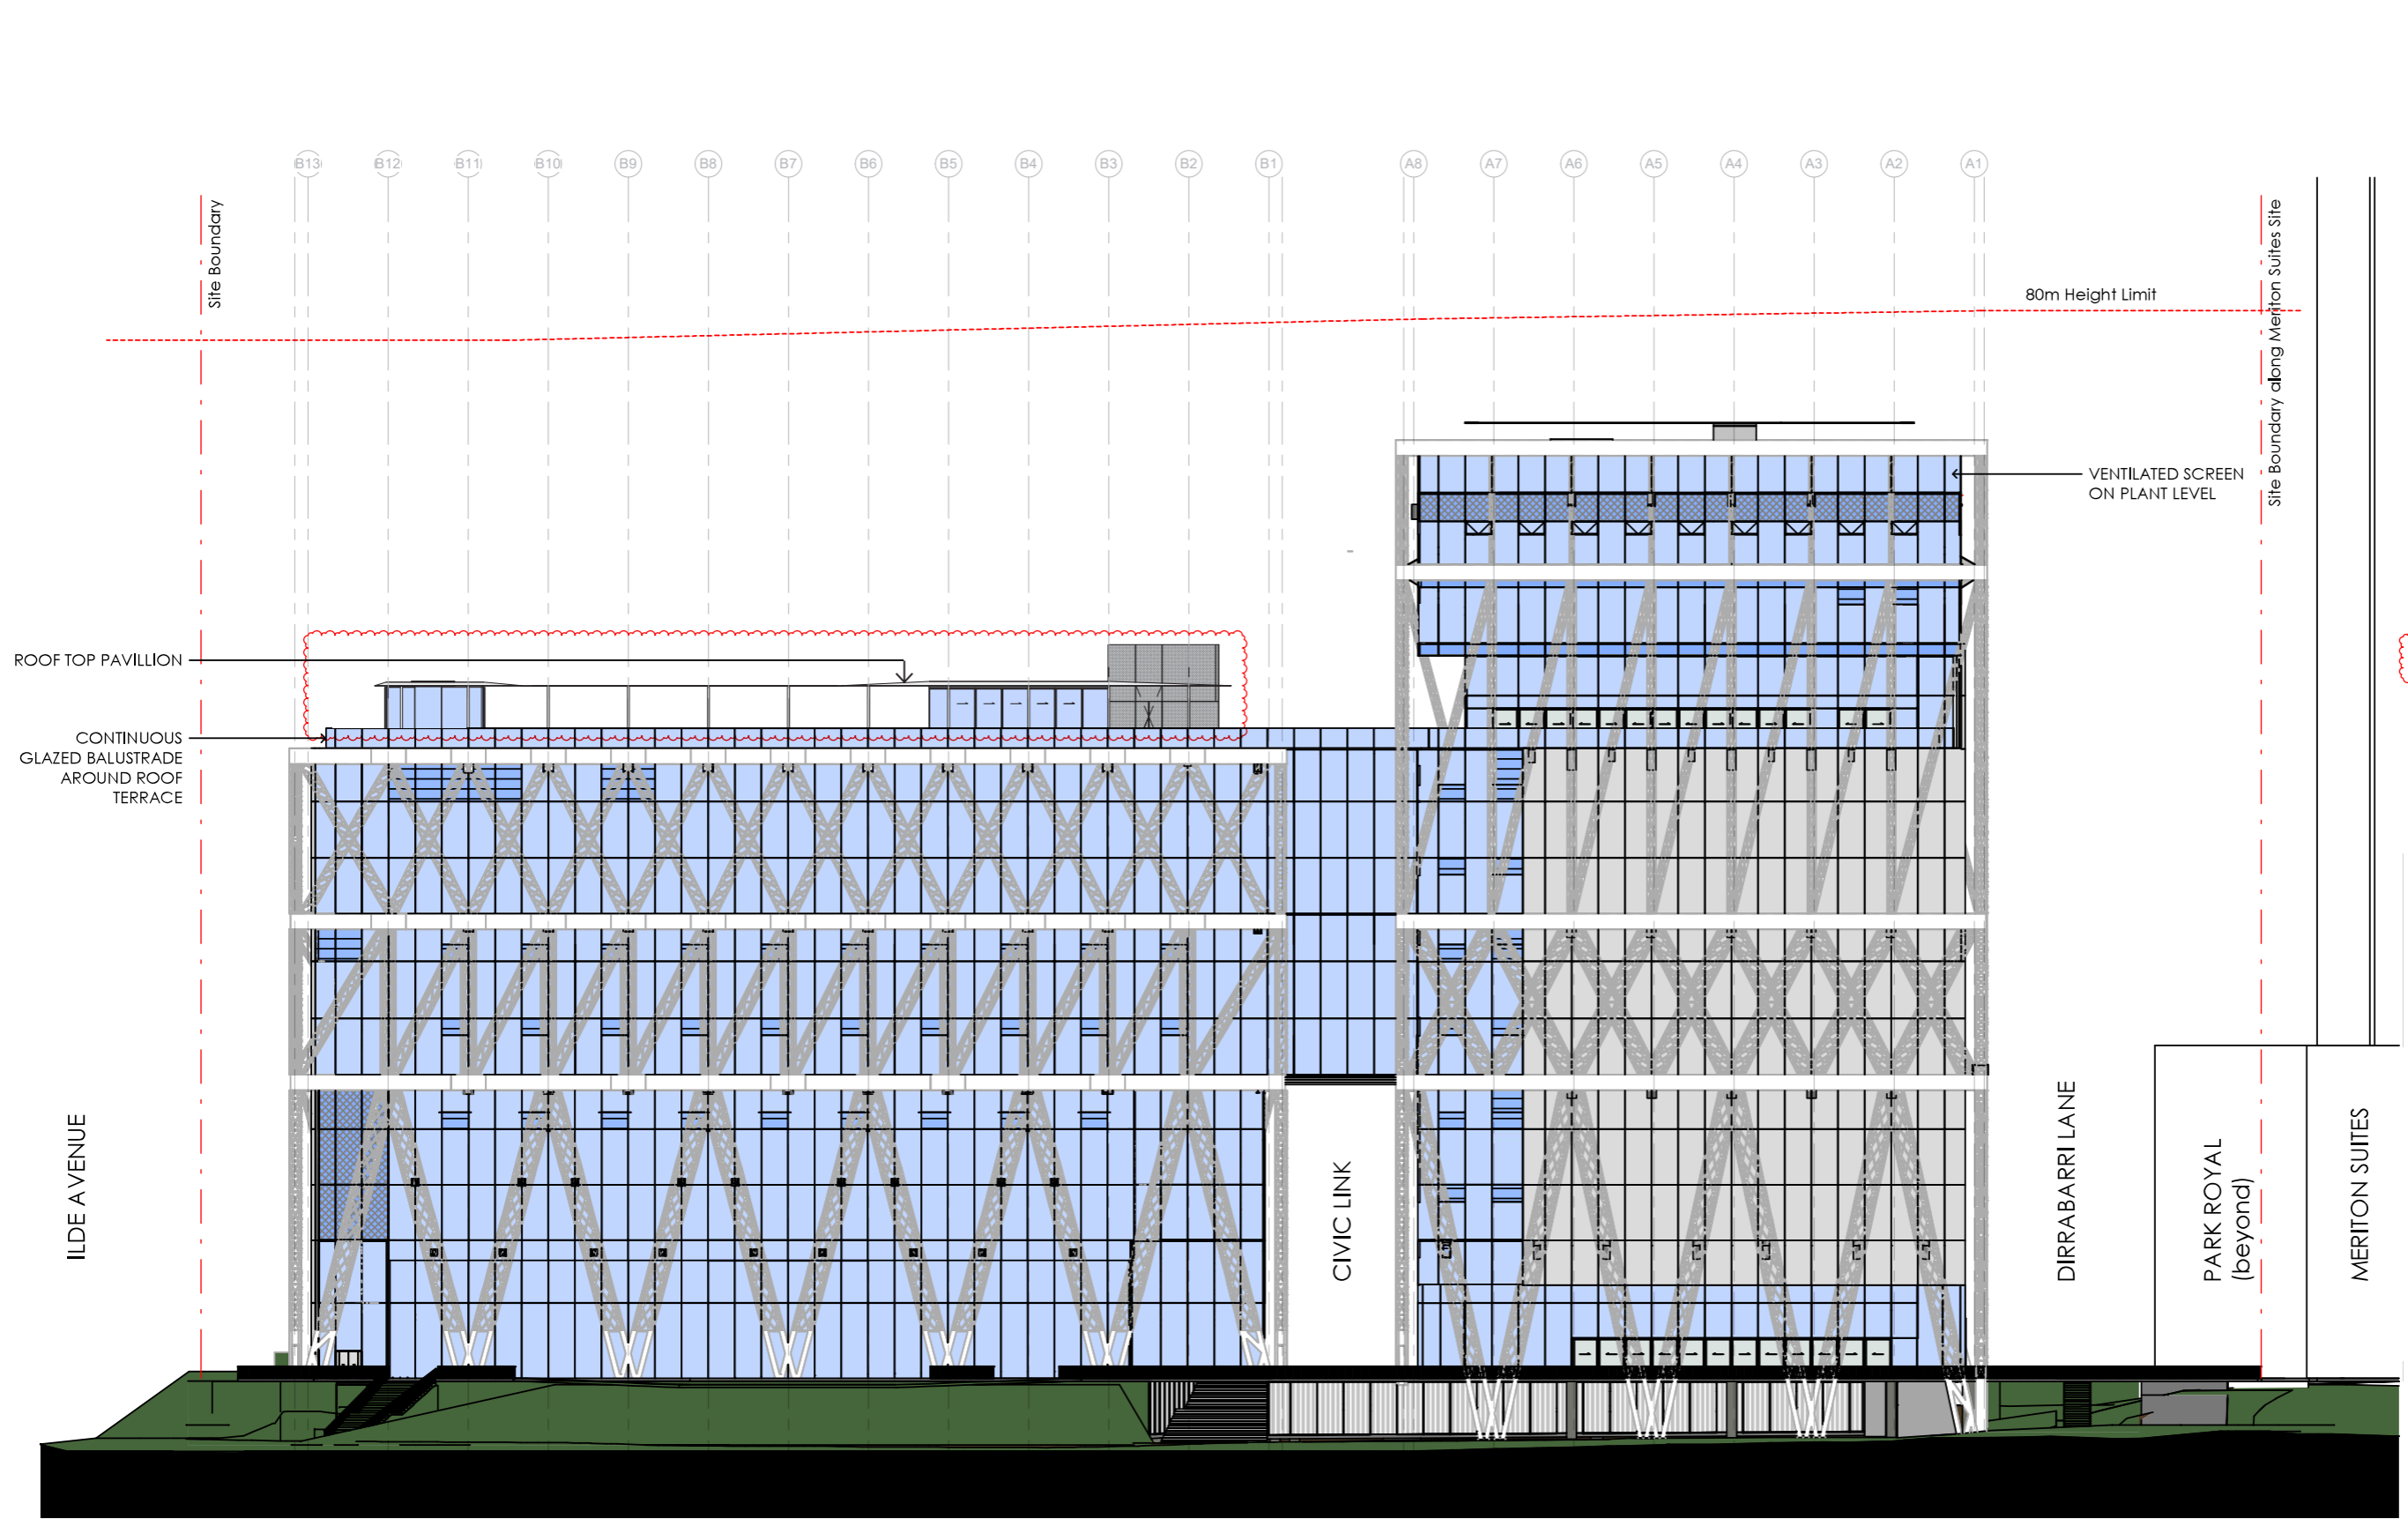 B13
B12
B11
B10
B9
B8
B7
B6
B5
B4
B3
B2
B1
A8
A7
A6
A5
A4
A3
A2
A1
Site Boundary
Site Boundary along Meriton Suites Site
80m Height Limit
VENTILATED SCREEN
ON PLANT LEVEL
ROOF TOP PAVILLION
CONTINUOUS
GLAZED BALUSTRADE
AROUND ROOF
TERRACE
ILDE AVENUE
CIVIC LINK
DIRRABARRI LANE
PARK ROYAL
(beyond)
MERITON SUITES